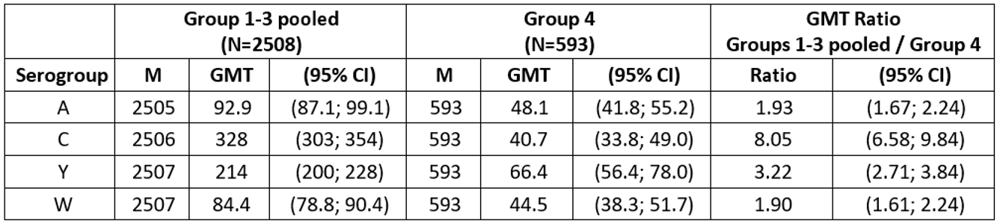 Group 1-3 pooled Group 4 GMT Ratio
(N=2508) (N=593) Groups 1-3 pooled / Group 4
Serogroup M GMT (95% CI) M GMT (95% CI) Ratio (95% CI)
A 2505 92.9 (87.1; 99.1) 593 48.1 (41.8; 55.2) 1.93 (1.67; 2.24)
C 2506 328 (303; 354) 593 40.7 (33.8; 49.0) 8.05 (6.58; 9.84)
Y 2507 214 (200; 228) 593 66.4 (56.4; 78.0) 3.22 (2.71; 3.84)
W 2507 84.4 (78.8; 90.4) 593 44.5 (38.3; 51.7) 1.90 (1.61; 2.24)